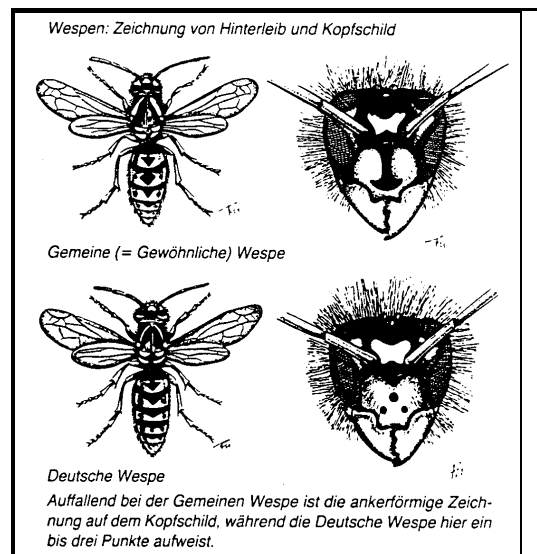 Wespen: Zeichnung von Hinterleib und Kopfschild
Gemeine (= Gewöhnliche) Wespe
Deutsche Wespe
Auffallend bei der Gemeinen Wespe ist die ankerförmige Zeich-
nung auf dem Kopfschild, während die Deutsche Wespe hier ein
bis drei Punkte aufweist.